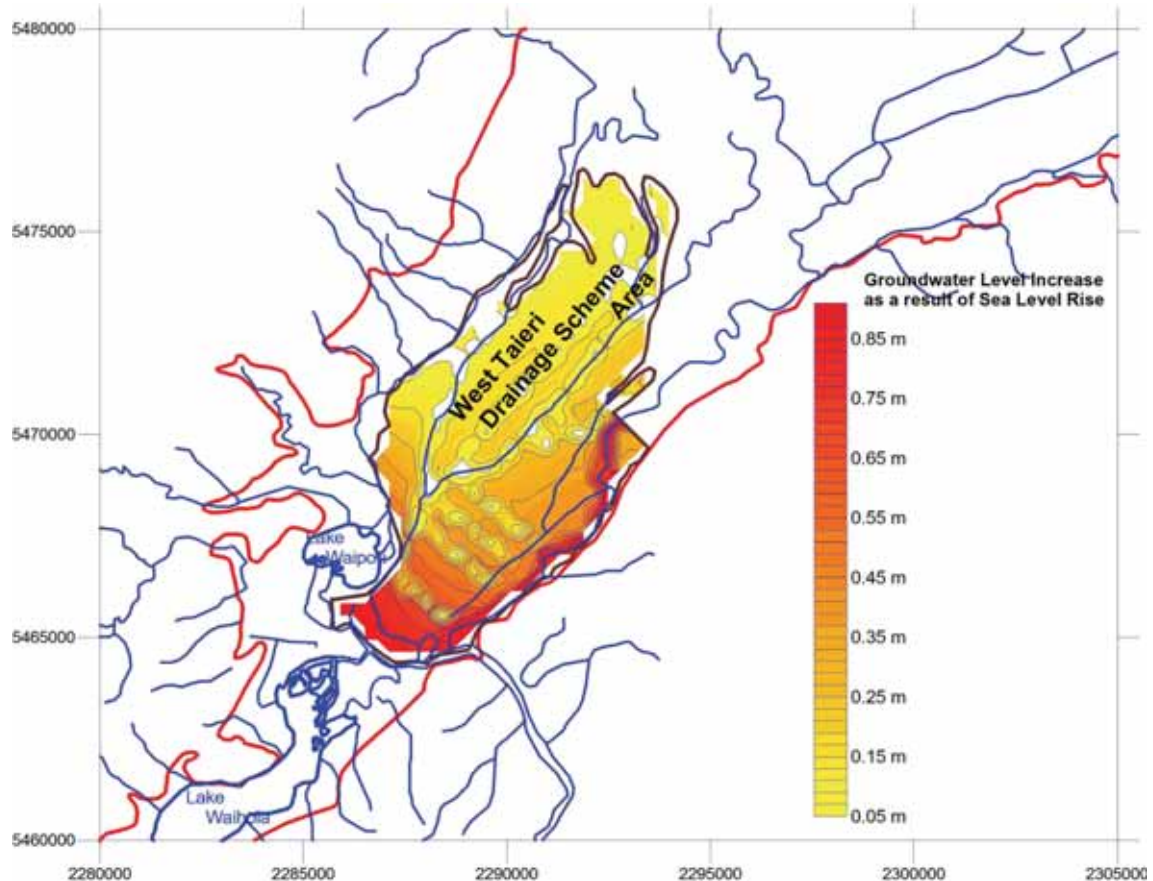 5480000
5475000
5470000
5465000
5460000
2280000
2285000
2290000
2295000
2300000
2305000
West Taieri
Drainage Scheme
Area
Lake
Waipori
Lake
Waihola
Groundwater Level Increase
as a result of Sea Level Rise
0.85 m
0.75 m
0.65 m
0.55 m
0.45 m
0.35 m
0.25 m
0.15 m
0.05 m